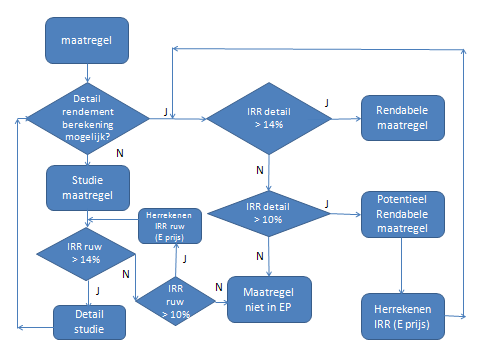 maatregel
Detail
rendement
berekening
mogelijk?
J
N
IRR detail
> 14%
J
Rendabele
maatregel
N
Studie
maatregel
IRR detail
> 10%
J
Potentieel
Rendabele
maatregel
N
Herrekenen
IRR ruw
(E prijs)
IRR ruw
> 14%
N
J
J
IRR
ruw
> 10%
N
Maatregel
niet in EP
Herrekenen
IRR (E prijs)
Detail
studie